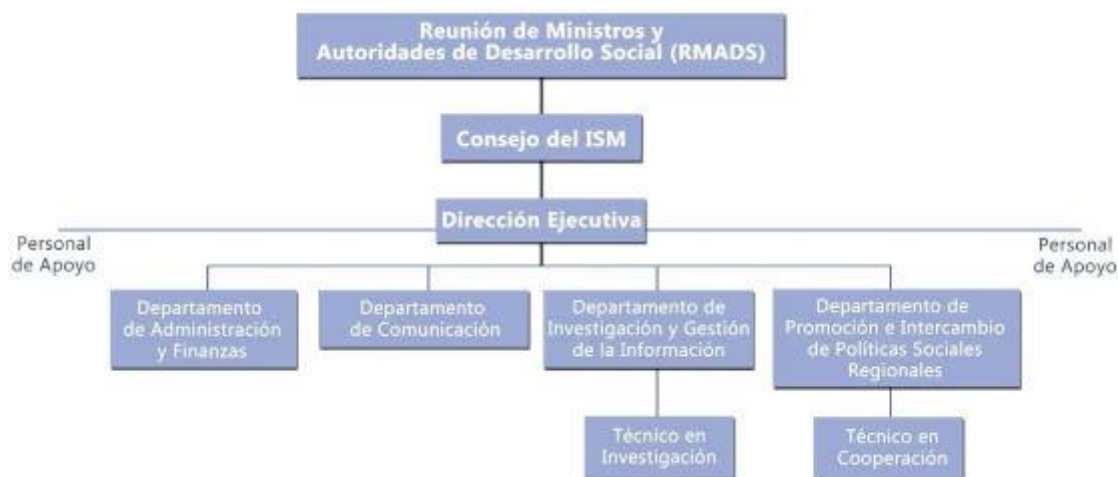 Reunión de Ministros y
Autoridades de Desarrollo Social (RMADS)
Consejo del ISM
Dirección Ejecutiva
Personal
de Apoyo
Personal
de Apoyo
Departamento
de Administración
y Finanzas
Departamento
de Comunicación
Departamento de
Investigación y Gestión
de la Información
Departamento de
Promoción e Intercambio
de Políticas Sociales
Regionales
Técnico en
Investigación
Técnico en
Cooperación